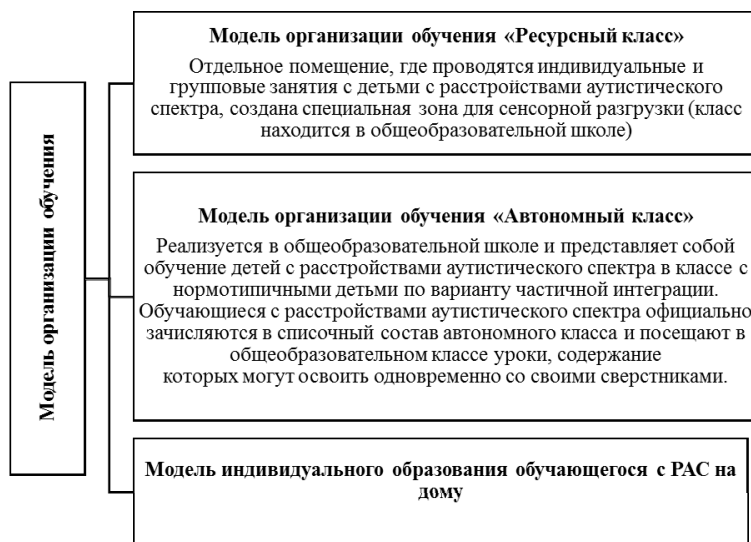 Модель организации обучения
Модель организации обучения «Ресурсный класс»
Отдельное помещение, где проводятся индивидуальные и
групповые занятия с детьми с расстройствами аутистического
спектра, создана специальная зона для сенсорной разгрузки (класс
находится в общеобразовательной школе)
Модель организации обучения «Автономный класс»
Реализуется в общеобразовательной школе и представляет собой
обучение детей с расстройствами аутистического спектра в классе с
нормотипичными детьми по варианту частичной интеграции.
Обучающиеся с расстройствами аутистического спектра официально
зачисляются в списочный состав автономного класса и посещают в
общеобразовательном классе уроки, содержание
которых могут освоить одновременно со своими сверстниками.
Модель индивидуального образования обучающегося с РАС на
дому